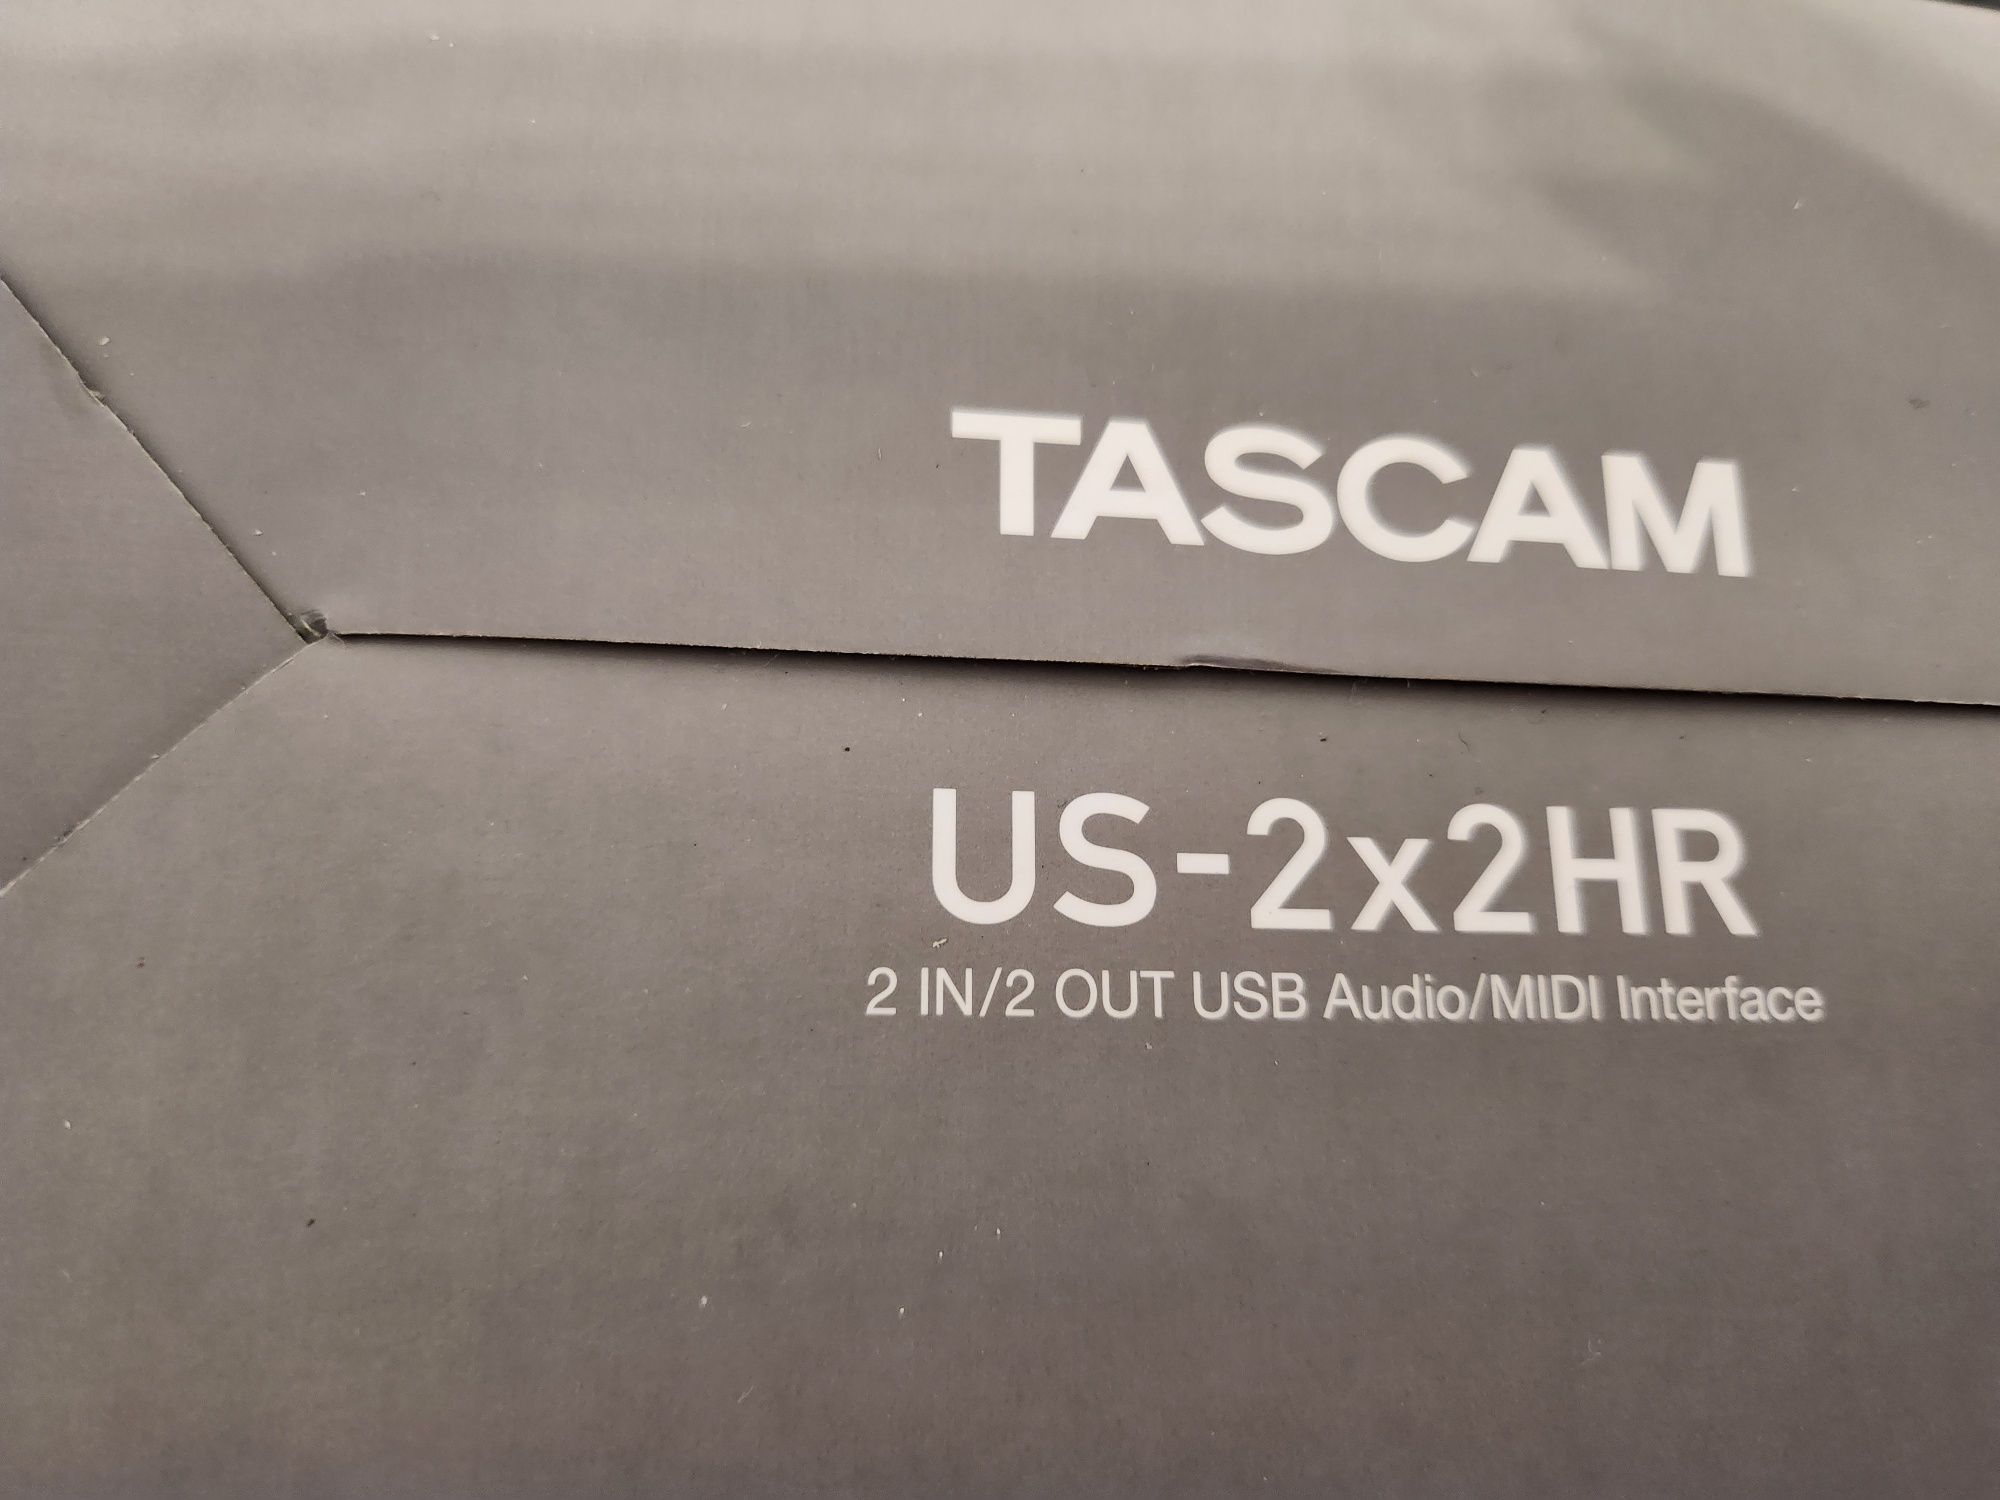 TASCAM
US-2x2HR
2 IN/2 OUT USB Audio/MIDI Interface